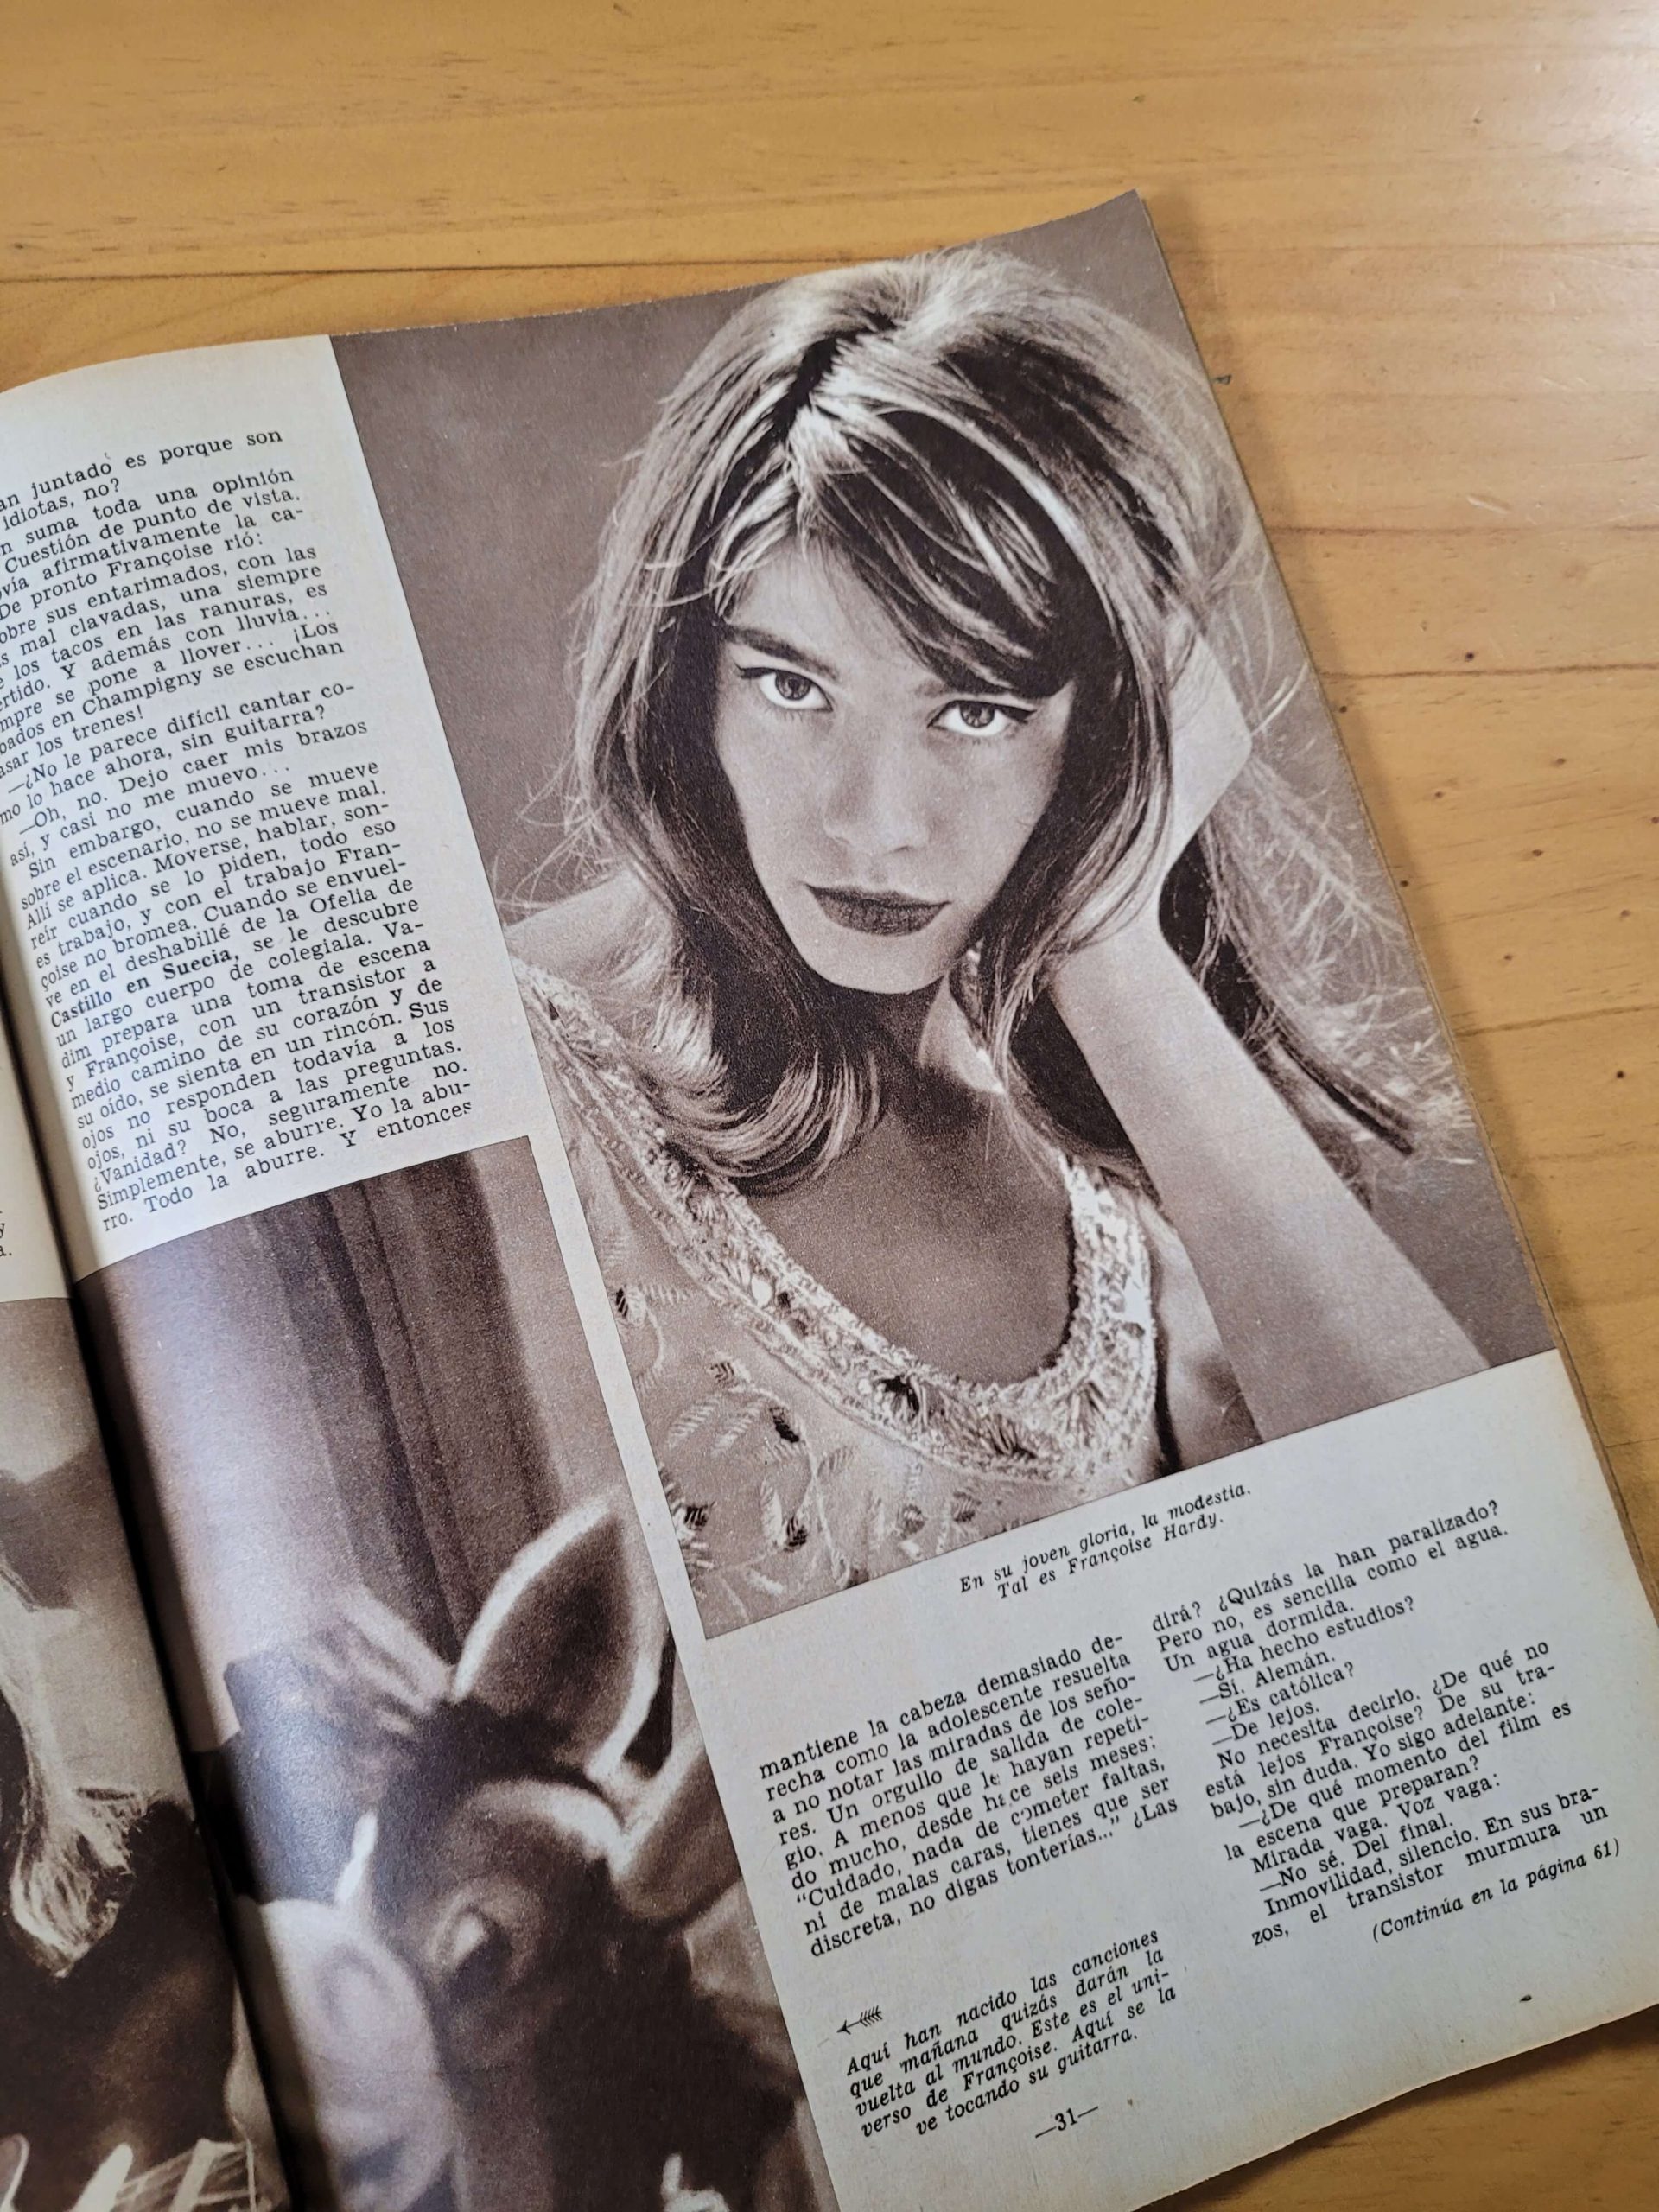 an juntado es porque son
idiotas, no?
n suma toda una opinión
Cuestión de punto de vista.
vía afirmativamente la ca-
De pronto Françoise rió:
obre sus entarimados, con las
s mal clavadas, una siempre
e los tacos en las ranuras, es
ertido. Y además con lluvia...
mpre se pone a llover... ¡Los
bados en Champigny se escuchan
asar los trenes!
—¿No le parece difícil cantar co-
mo lo hace ahora, sin guitarra?
—Oh, no. Dejo caer mis brazos
así, y casi no me muevo...
Sin embargo, cuando se mueve
sobre el escenario, no se mueve mal.
Allí se aplica. Moverse, hablar, son-
reír cuando se lo piden, todo eso
es trabajo, y con el trabajo Fran-
çoise no bromea. Cuando se envuel-
ve en el deshabillé de la Ofelia de
Castillo en Suecia, se le descubre
un largo cuerpo de colegiala. Va-
dim prepara una toma de escena
y Françoise, con un transistor a
medio camino de su corazón y de
su oído, se sienta en un rincón. Sus
ojos no responden todavía a los
ojos, ni su boca a las preguntas.
¿Vanidad? No, seguramente no.
Simplemente, se aburre. Yo la abu-
rro. Todo la aburre. Y entonces
y
a.
En su joven gloria, la modestia.
Tal es Françoise Hardy.
mantiene la cabeza demasiado de-
recha como la adolescente resuelta
a no notar las miradas de los seño-
res. Un orgullo de salida de cole-
gio. A menos que le hayan repeti-
do mucho, desde hace seis meses:
“Cuidado, nada de cometer faltas,
ni de malas caras, tienes que ser
discreta, no digas tonterías...” ¿Las
dirá? ¿Quizás la han paralizado?
Pero no, es sencilla como el agua.
Un agua dormida.
—¿Ha hecho estudios?
—Sí. Alemán.
—¿Es católica?
—De lejos.
No necesita decirlo. ¿De qué no
está lejos Françoise? De su tra-
bajo, sin duda. Yo sigo adelante:
—¿De qué momento del film es
la escena que preparan?
Mirada vaga. Voz vaga:
—No sé. Del final.
Inmovilidad, silencio. En sus bra-
zos, el transistor murmura un
(Continúa en la página 61)
Aquí han nacido las canciones
que mañana quizás darán la
vuelta al mundo. Este es el uni-
verso de Françoise. Aquí se la
ve tocando su guitarra.
—31—